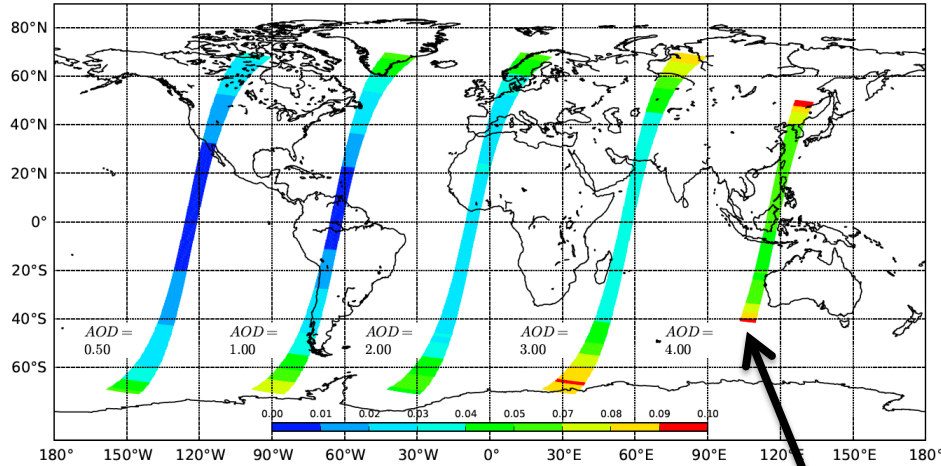 80°N
60°N
40°N
20°N
0°
20°S
40°S
60°S
AOD = AOD = AOD = AOD = AOD =
0.50 1.00 2.00 3.00 4.00
0.00 0.01 0.02 0.03 0.04 0.05 0.07 0.08 0.09 0.10
180° 150°W 120°W 90°W 60°W 30°W 0° 30°E 60°E 90°E 120°E 150°E 180°